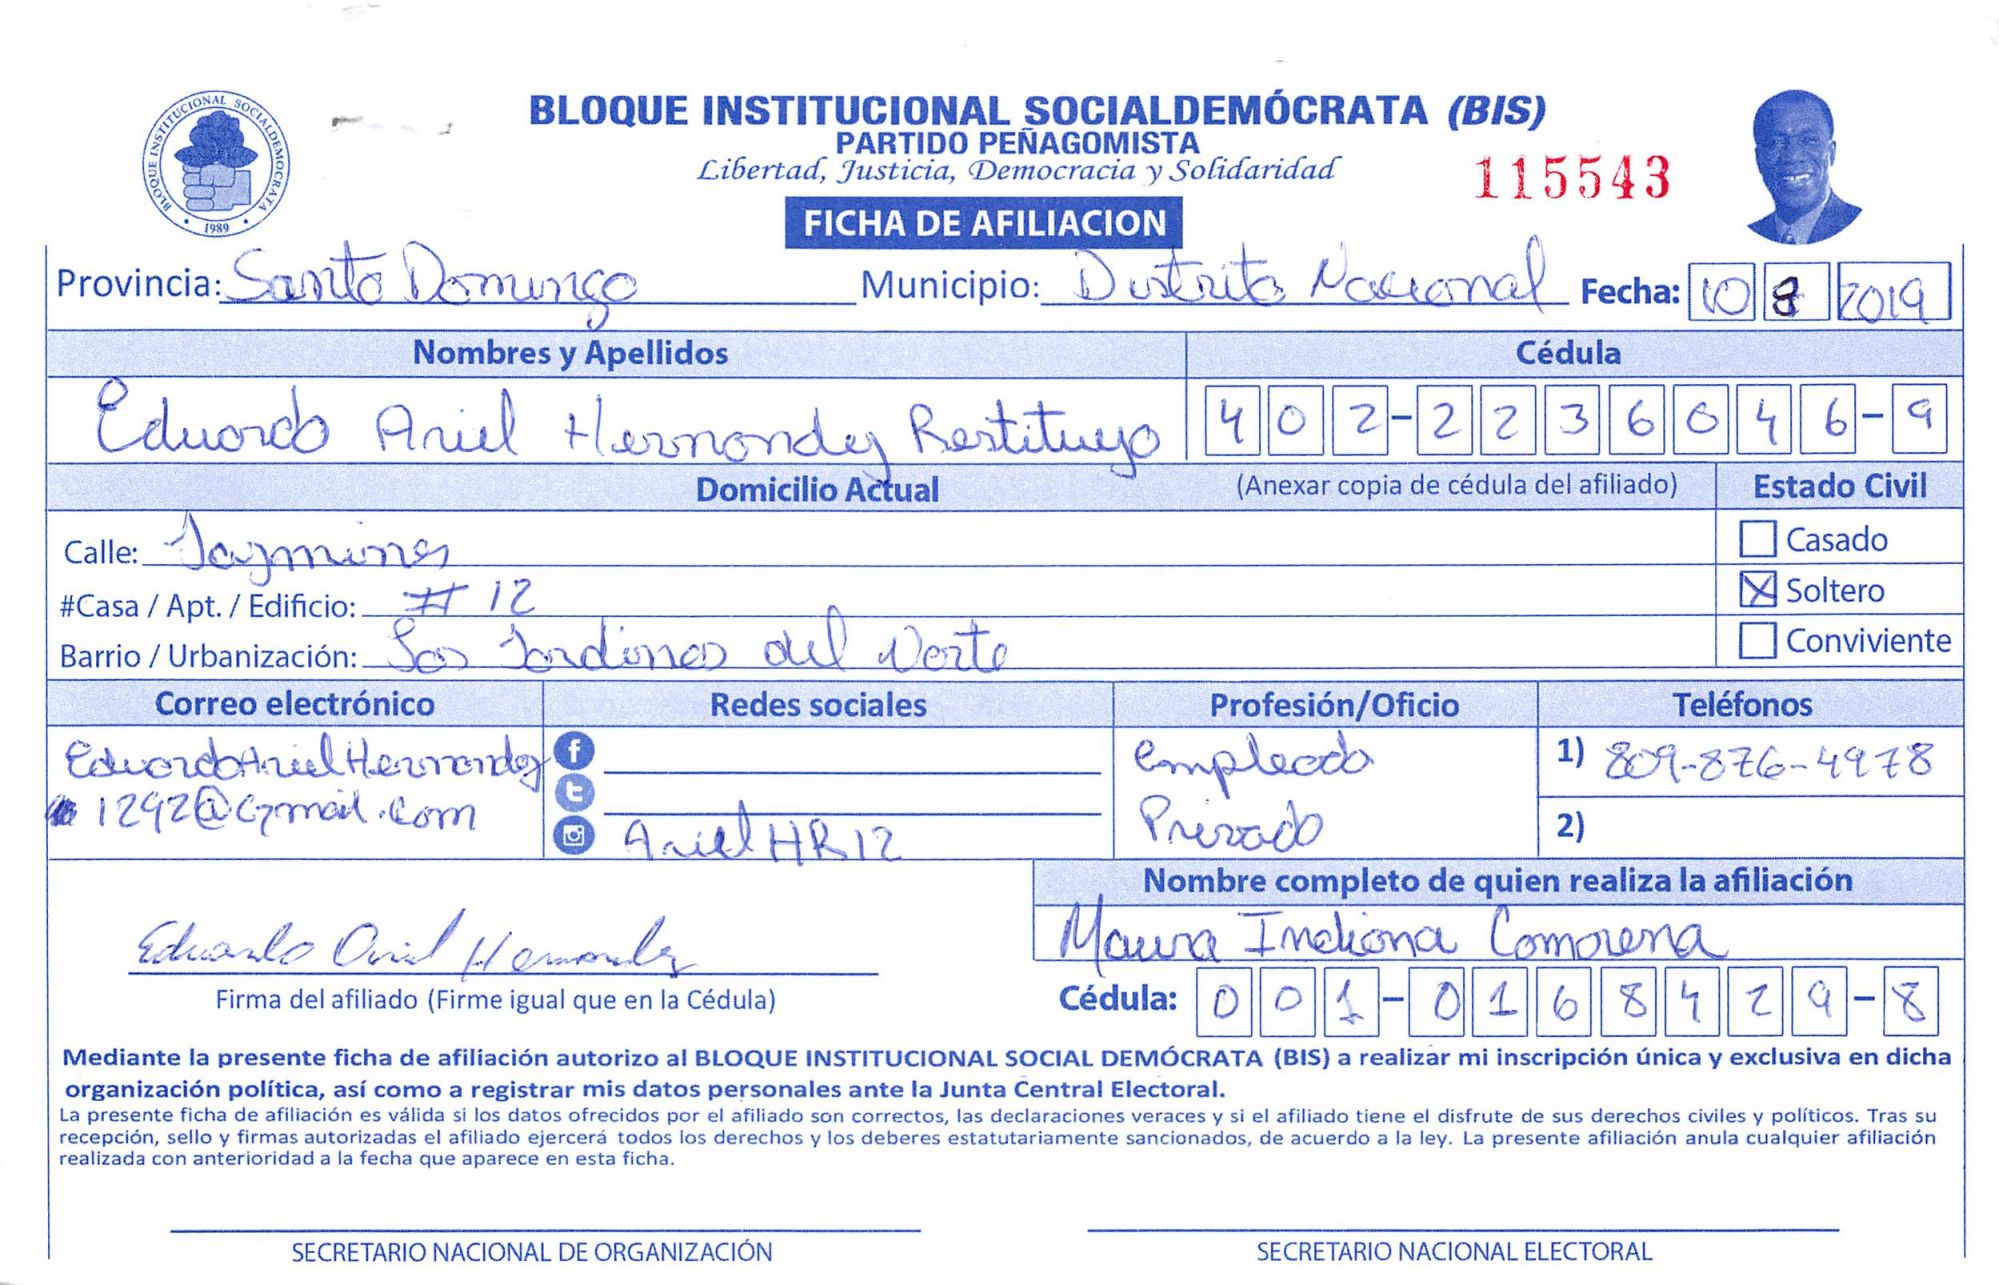 BLOQUE INSTITUCIONAL SOCIALDEMOCRATA
1989
BLOQUE INSTITUCIONAL SOCIALDEMÓCRATA (BIS)
PARTIDO PEÑAGOMISTA
Libertad, Justicia, Democracia y Solidaridad
115543
FICHA DE AFILIACION
Provincia: Santo Domingo Municipio: Distrito Nacional Fecha: 10 8 2019
Nombres y Apellidos Cédula
Eduardo Ariel Hernandez Restituyo 402-2236046-9
Domicilio Actual (Anexar copia de cédula del afiliado) Estado Civil
Calle: Jazmines Casado
#Casa / Apt. / Edificio: # 12 Soltero
Barrio / Urbanización: Los Jardines del Norte Conviviente
Correo electrónico Redes sociales Profesión/Oficio Teléfonos
EduardoArielHernandez Empleado 1) 809-876-4978
1292@Gmail.com ArielHR12 Privado 2)
Nombre completo de quien realiza la afiliación
Eduardo Ariel Hernandez Maura Indiana Comorena
Firma del afiliado (Firme igual que en la Cédula) Cédula: 001-0168429-8
Mediante la presente ficha de afiliación autorizo al BLOQUE INSTITUCIONAL SOCIAL DEMÓCRATA (BIS) a realizar mi inscripción única y exclusiva en dicha
organización política, así como a registrar mis datos personales ante la Junta Central Electoral.
La presente ficha de afiliación es válida si los datos ofrecidos por el afiliado son correctos, las declaraciones veraces y si el afiliado tiene el disfrute de sus derechos civiles y políticos. Tras su
recepción, sello y firmas autorizadas el afiliado ejercerá todos los derechos y los deberes estatutariamente sancionados, de acuerdo a la ley. La presente afiliación anula cualquier afiliación
realizada con anterioridad a la fecha que aparece en esta ficha.
SECRETARIO NACIONAL DE ORGANIZACIÓN SECRETARIO NACIONAL ELECTORAL